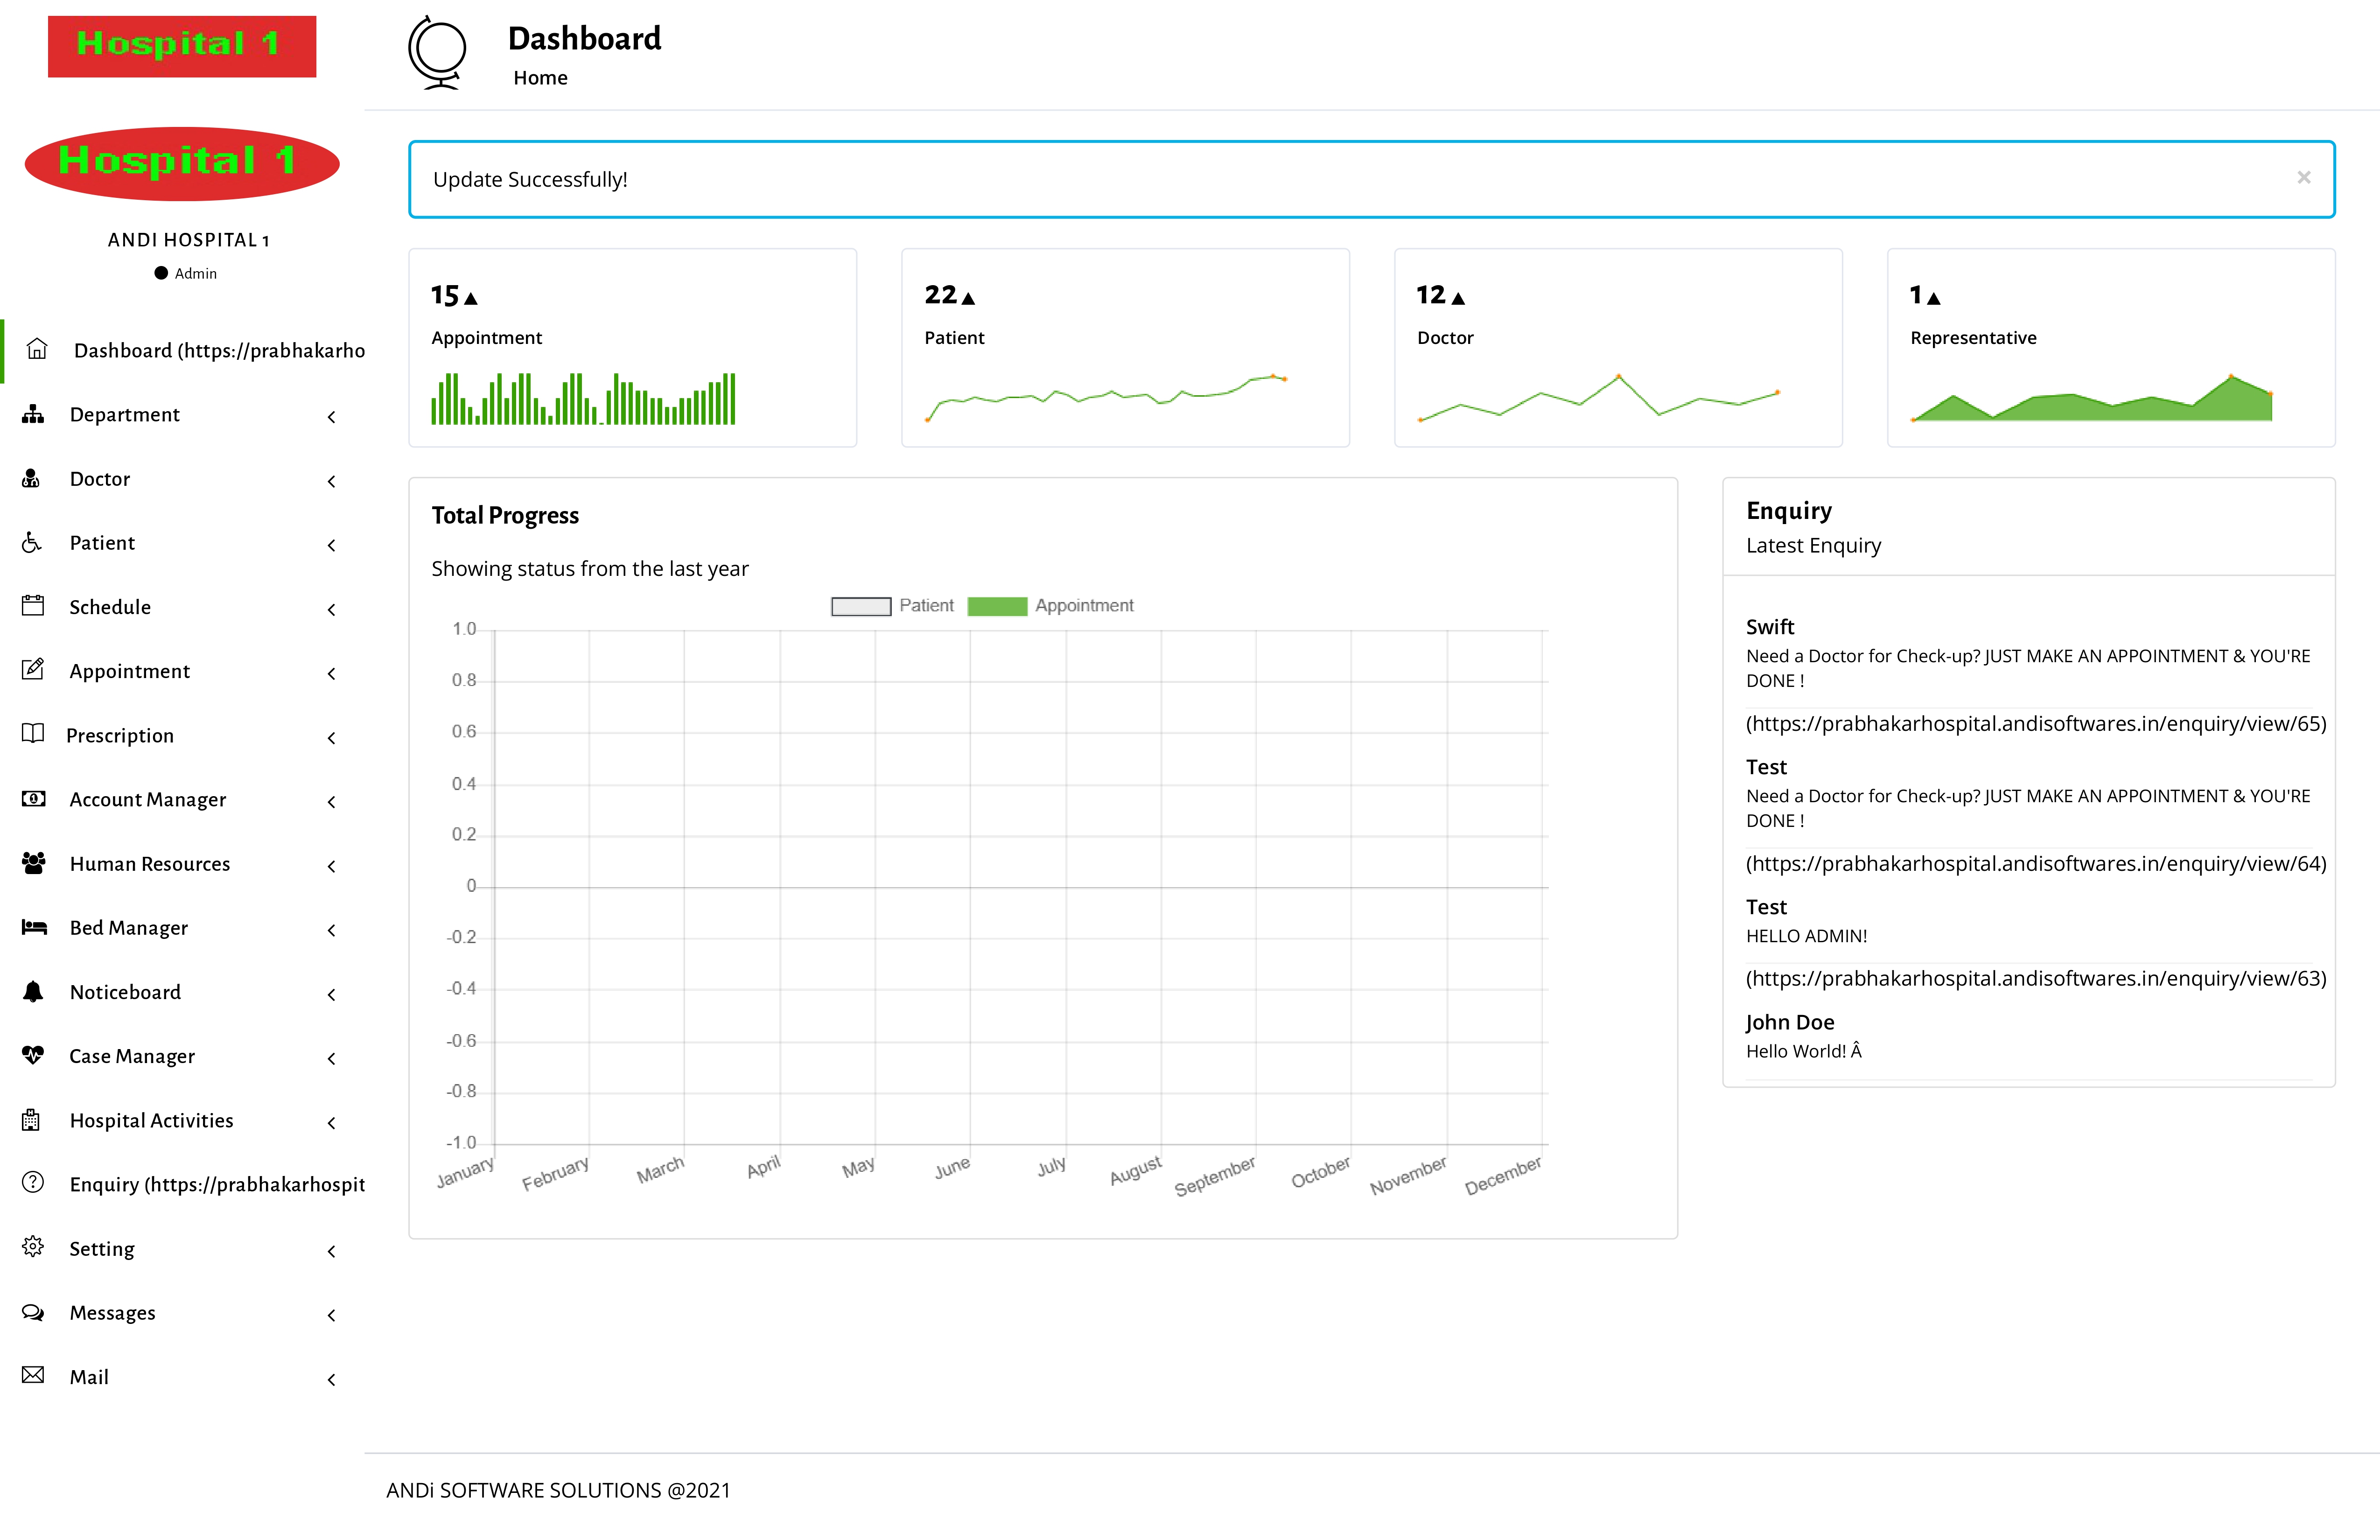 Hospital 1
Hospital 1
ANDI HOSPITAL 1
Admin
Dashboard (https://prabhakarho
Department
Doctor
Patient
Schedule
Appointment
Prescription
Account Manager
Human Resources
Bed Manager
Noticeboard
Case Manager
Hospital Activities
Enquiry (https://prabhakarhospit
Setting
Messages
Mail
Dashboard
Home
Update Successfully!
×
15
Appointment
22
Patient
12
Doctor
1
Representative
Total Progress
Showing status from the last year
Patient Appointment
1.0
0.8
0.6
0.4
0.2
0
-0.2
-0.4
-0.6
-0.8
-1.0
January February March April May June July August September October November December
Enquiry
Latest Enquiry
Swift
Need a Doctor for Check-up? JUST MAKE AN APPOINTMENT & YOU'RE
DONE !
(https://prabhakarhospital.andisoftwares.in/enquiry/view/65)
Test
Need a Doctor for Check-up? JUST MAKE AN APPOINTMENT & YOU'RE
DONE !
(https://prabhakarhospital.andisoftwares.in/enquiry/view/64)
Test
HELLO ADMIN!
(https://prabhakarhospital.andisoftwares.in/enquiry/view/63)
John Doe
Hello World! Â
ANDi SOFTWARE SOLUTIONS @2021